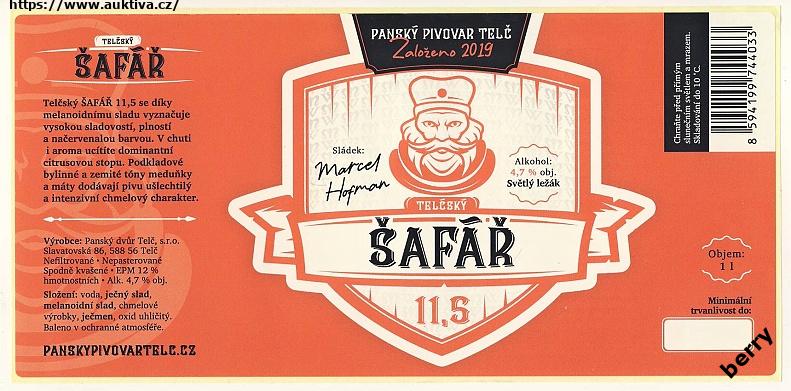 https://www.auktiva.cz/
TELČSKÝ
ŠAFÁŘ
Telčský ŠAFÁŘ 11,5 se díky
melanoidnímu sladu vyznačuje
vysokou sladovostí, plností
a načervenalou barvou. V chuti
i aroma ucítíte dominantní
citrusovou stopu. Podkladové
bylinné a zemité tóny meduňky
a máty dodávají pivu ušlechtilý
a intenzivní chmelový charakter.
Výrobce: Panský dvůr Telč, s.r.o.
Slavatovská 86, 588 56 Telč
Nefiltrované • Nepasterované
Spodně kvašené • EPM 12 %
hmotnostních • Alk. 4,7 % obj.
Složení: voda, ječný slad,
melanoidní slad, chmelové
výrobky, ječmen, oxid uhličitý.
Baleno v ochranné atmosféře.
PANSKYPIVOVARTELC.CZ
PANSKÝ PIVOVAR TELČ
Založeno 2019
Sládek:
Marcel
Hofman
Alkohol:
4,7 % obj.
Světlý ležák
TELČSKÝ
ŠAFÁŘ
11,5
Chraňte před přímým
slunečním světlem a mrazem.
Skladování do 10 °C.
8 594199 744033
Objem:
1 l
Minimální
trvanlivost do:
berry